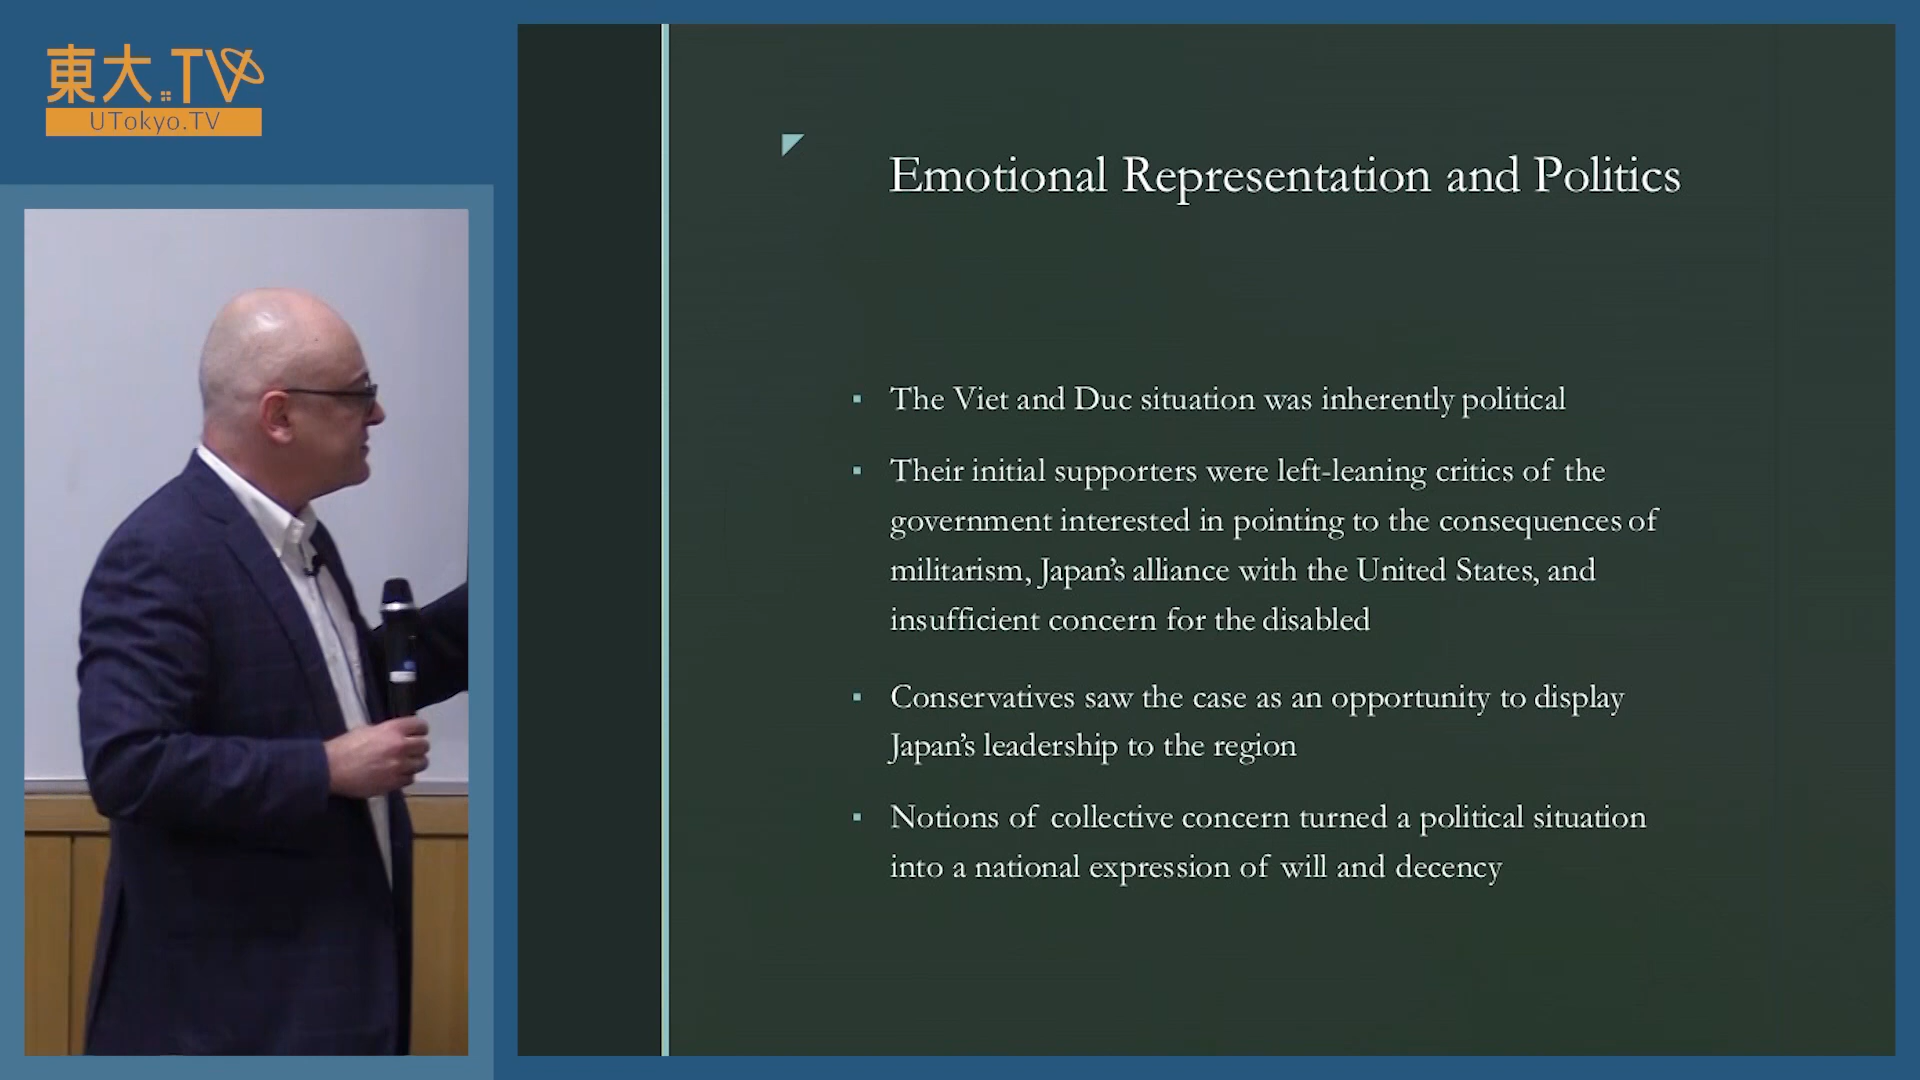 東大.TV
UTokyo.TV
Emotional Representation and Politics
The Viet and Duc situation was inherently political
Their initial supporters were left-leaning critics of the
government interested in pointing to the consequences of
militarism, Japan's alliance with the United States, and
insufficient concern for the disabled
Conservatives saw the case as an opportunity to display
Japan's leadership to the region
Notions of collective concern turned a political situation
into a national expression of will and decency